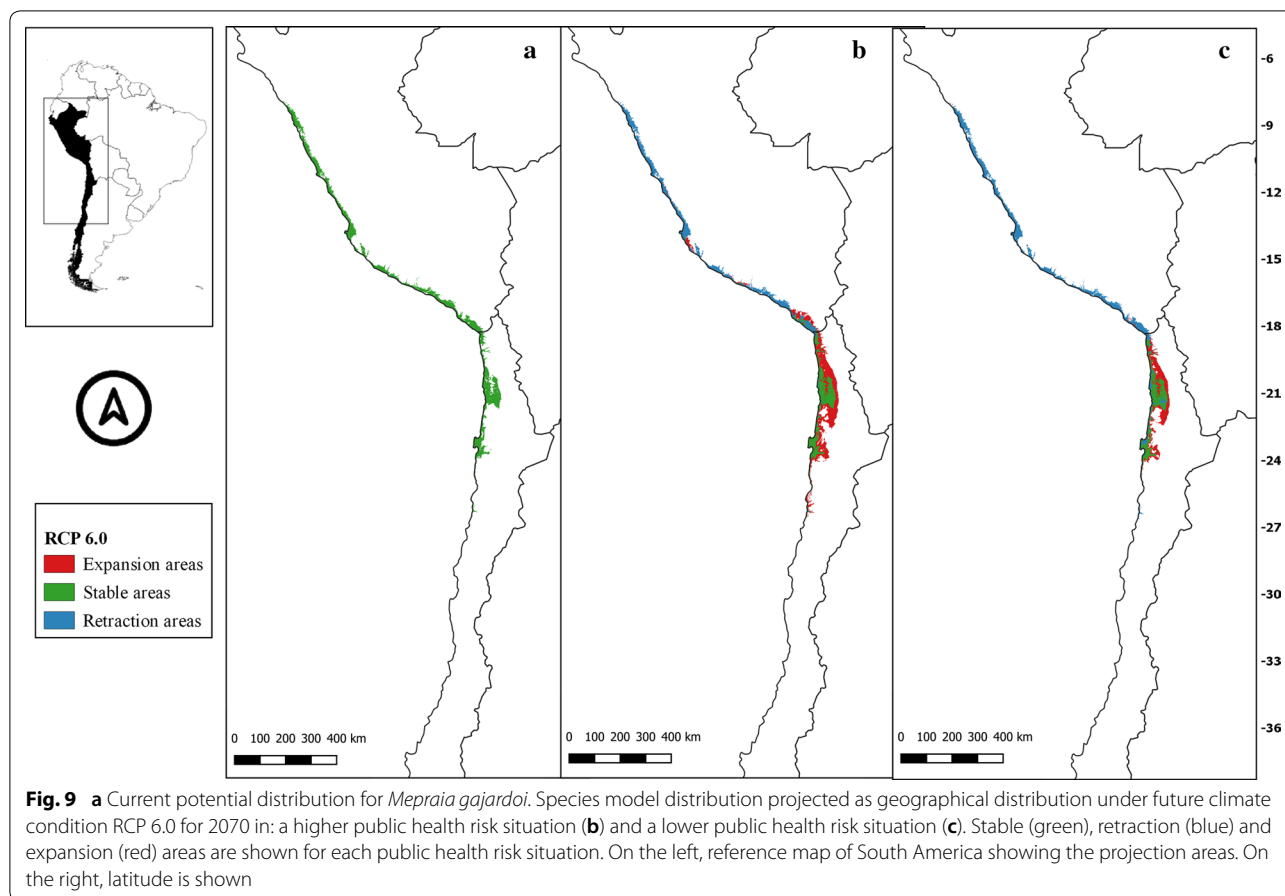 a
b
c
-6
-9
-12
-15
-18
-21
-24
-27
-30
-33
-36
RCP 6.0
Expansion areas
Stable areas
Retraction areas
0 100 200 300 400 km
0 100 200 300 400 km
0 100 200 300 400 km
Fig. 9 a Current potential distribution for Mepraia gajardoi. Species model distribution projected as geographical distribution under future climate
condition RCP 6.0 for 2070 in: a higher public health risk situation (b) and a lower public health risk situation (c). Stable (green), retraction (blue) and
expansion (red) areas are shown for each public health risk situation. On the left, reference map of South America showing the projection areas. On
the right, latitude is shown